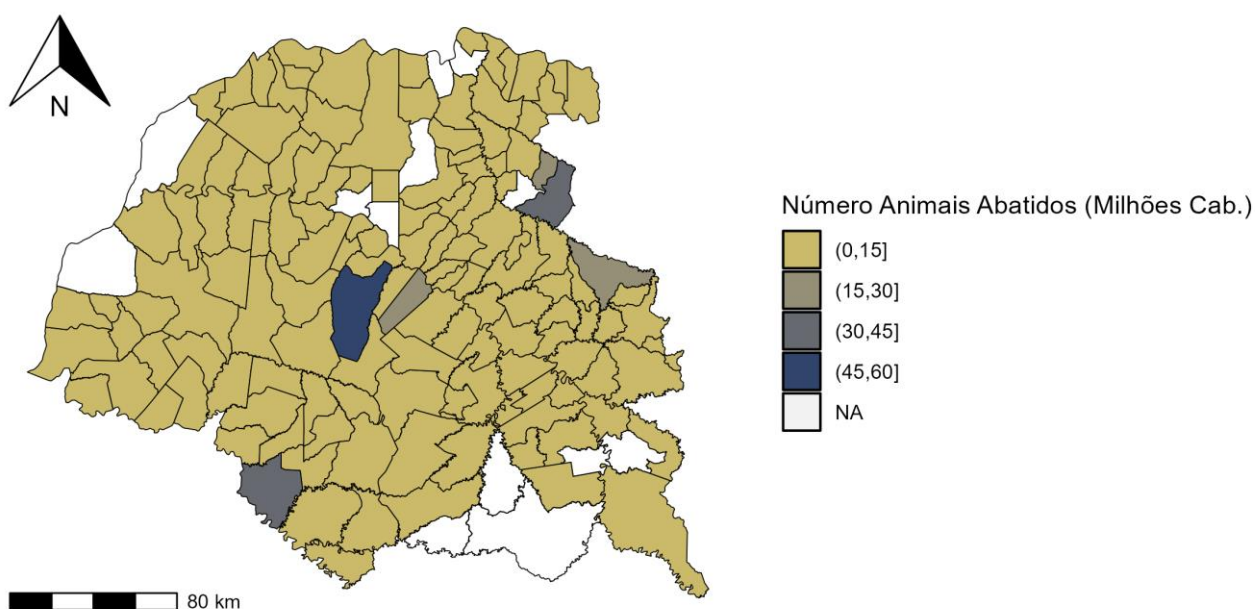 N
Número Animais Abatidos (Milhões Cab.)
(0,15]
(15,30]
(30,45]
(45,60]
NA
80 km